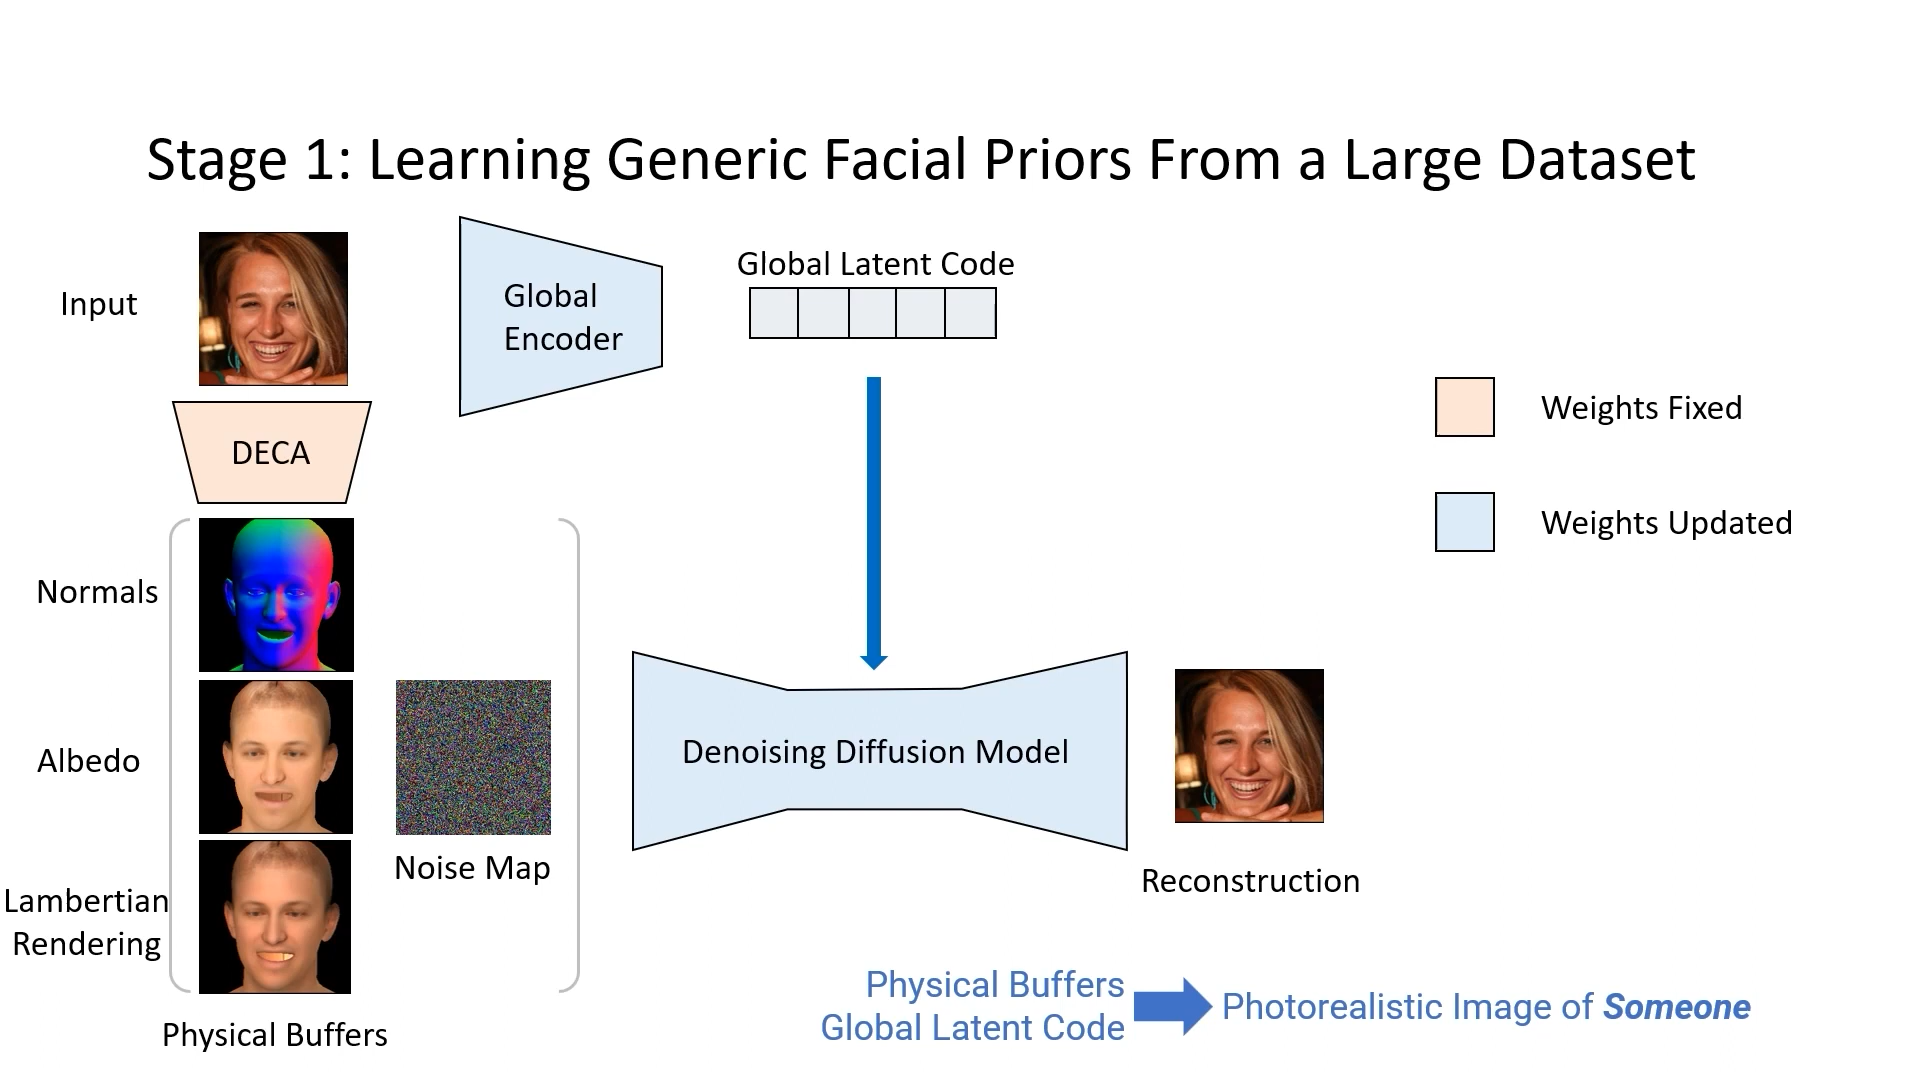 Stage 1: Learning Generic Facial Priors From a Large Dataset
Input
Global
Encoder
Global Latent Code
DECA
Weights Fixed
Weights Updated
Normals
Albedo
Lambertian
Rendering
Noise Map
Physical Buffers
Denoising Diffusion Model
Reconstruction
Physical Buffers
Global Latent Code
Photorealistic Image of Someone